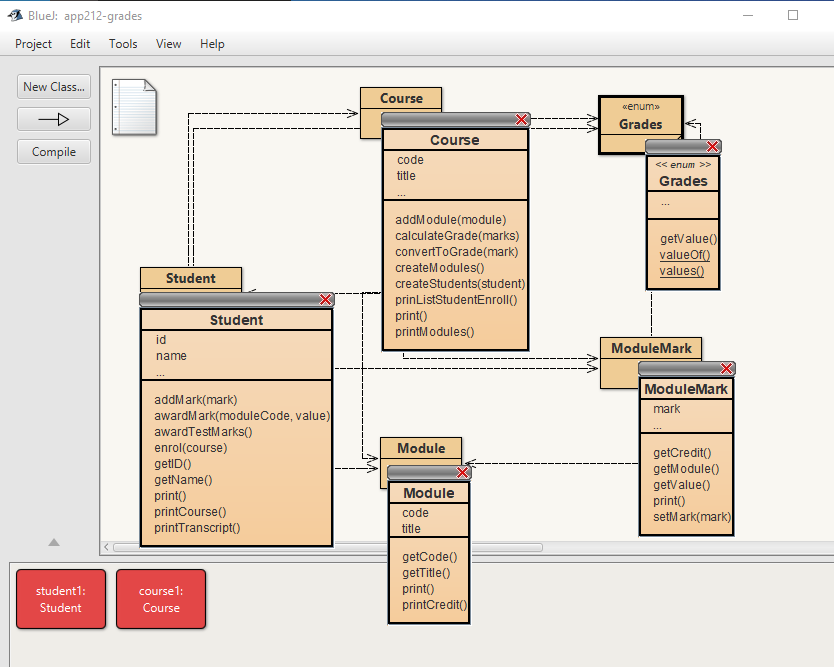 BlueJ: app212-grades
Project Edit Tools View Help
New Class...
Compile
Course
Course
code
title
...
addModule(module)
calculateGrade(marks)
convertToGrade(mark)
createModules()
createStudents(student)
prinListStudentEnroll()
print()
printModules()
«enum»
Grades
<< enum >>
Grades
...
getValue()
valueOf()
values()
Student
Student
id
name
...
addMark(mark)
awardMark(moduleCode, value)
awardTestMarks()
enrol(course)
getID()
getName()
print()
printCourse()
printTranscript()
ModuleMark
ModuleMark
mark
...
getCredit()
getModule()
getValue()
print()
setMark(mark)
Module
Module
code
title
getCode()
getTitle()
print()
printCredit()
student1:
Student
course1:
Course